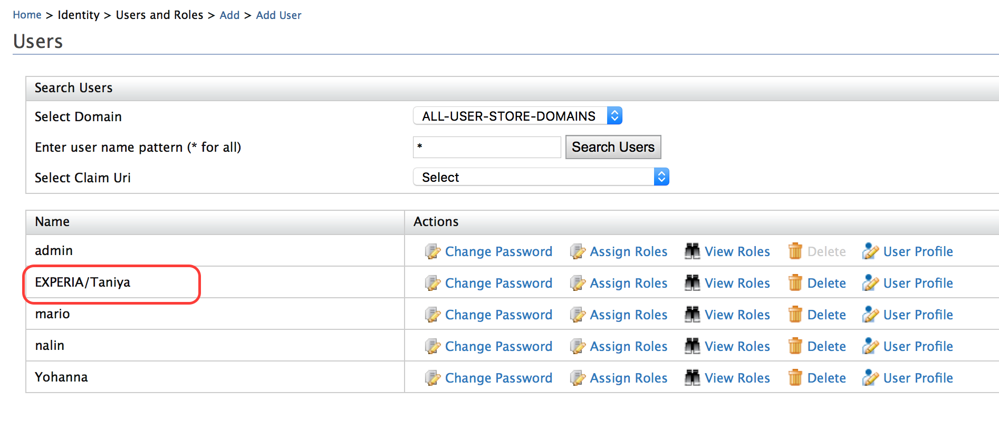 Home > Identity > Users and Roles > Add > Add User
Users
Search Users
Select Domain ALL-USER-STORE-DOMAINS
Enter user name pattern (* for all) * Search Users
Select Claim Uri Select
Name Actions
admin Change Password Assign Roles View Roles Delete User Profile
EXPERIA/Taniya Change Password Assign Roles View Roles Delete User Profile
mario Change Password Assign Roles View Roles Delete User Profile
nalin Change Password Assign Roles View Roles Delete User Profile
Yohanna Change Password Assign Roles View Roles Delete User Profile